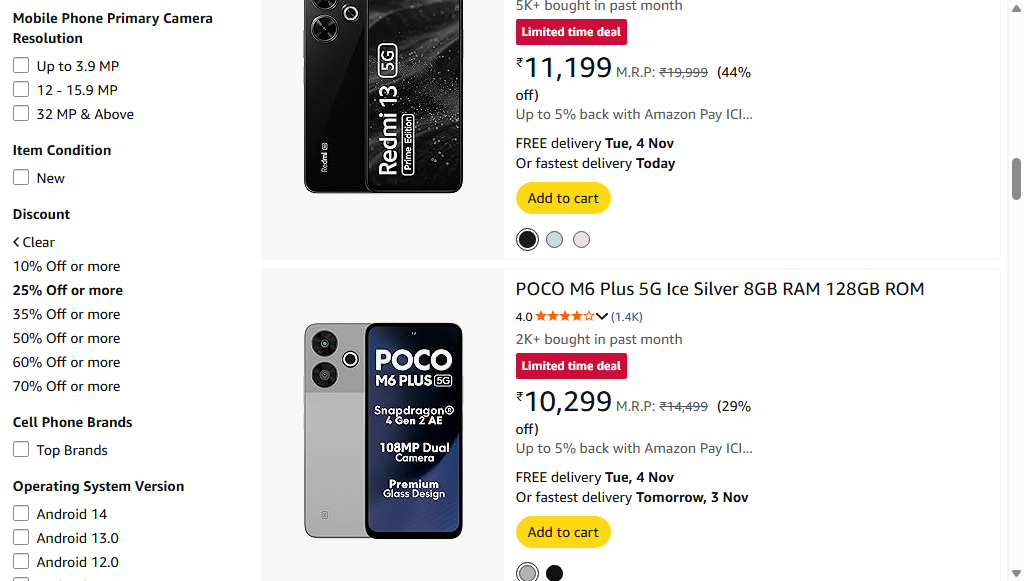 Mobile Phone Primary Camera
Resolution
Up to 3.9 MP
12 - 15.9 MP
32 MP & Above
Item Condition
New
Discount
Clear
10% Off or more
25% Off or more
35% Off or more
50% Off or more
60% Off or more
70% Off or more
Cell Phone Brands
Top Brands
Operating System Version
Android 14
Android 13.0
Android 12.0
Redmi
Redmi 13 5G
Prime Edition
5K+ bought in past month
Limited time deal
₹11,199 M.R.P: ₹19,999 (44%
off)
Up to 5% back with Amazon Pay ICI...
FREE delivery Tue, 4 Nov
Or fastest delivery Today
Add to cart
POCO
M6 PLUS 5G
Snapdragon®
4 Gen 2 AE
108MP Dual
Camera
Premium
Glass Design
POCO M6 Plus 5G Ice Silver 8GB RAM 128GB ROM
4.0 (1.4K)
2K+ bought in past month
Limited time deal
₹10,299 M.R.P: ₹14,499 (29%
off)
Up to 5% back with Amazon Pay ICI...
FREE delivery Tue, 4 Nov
Or fastest delivery Tomorrow, 3 Nov
Add to cart